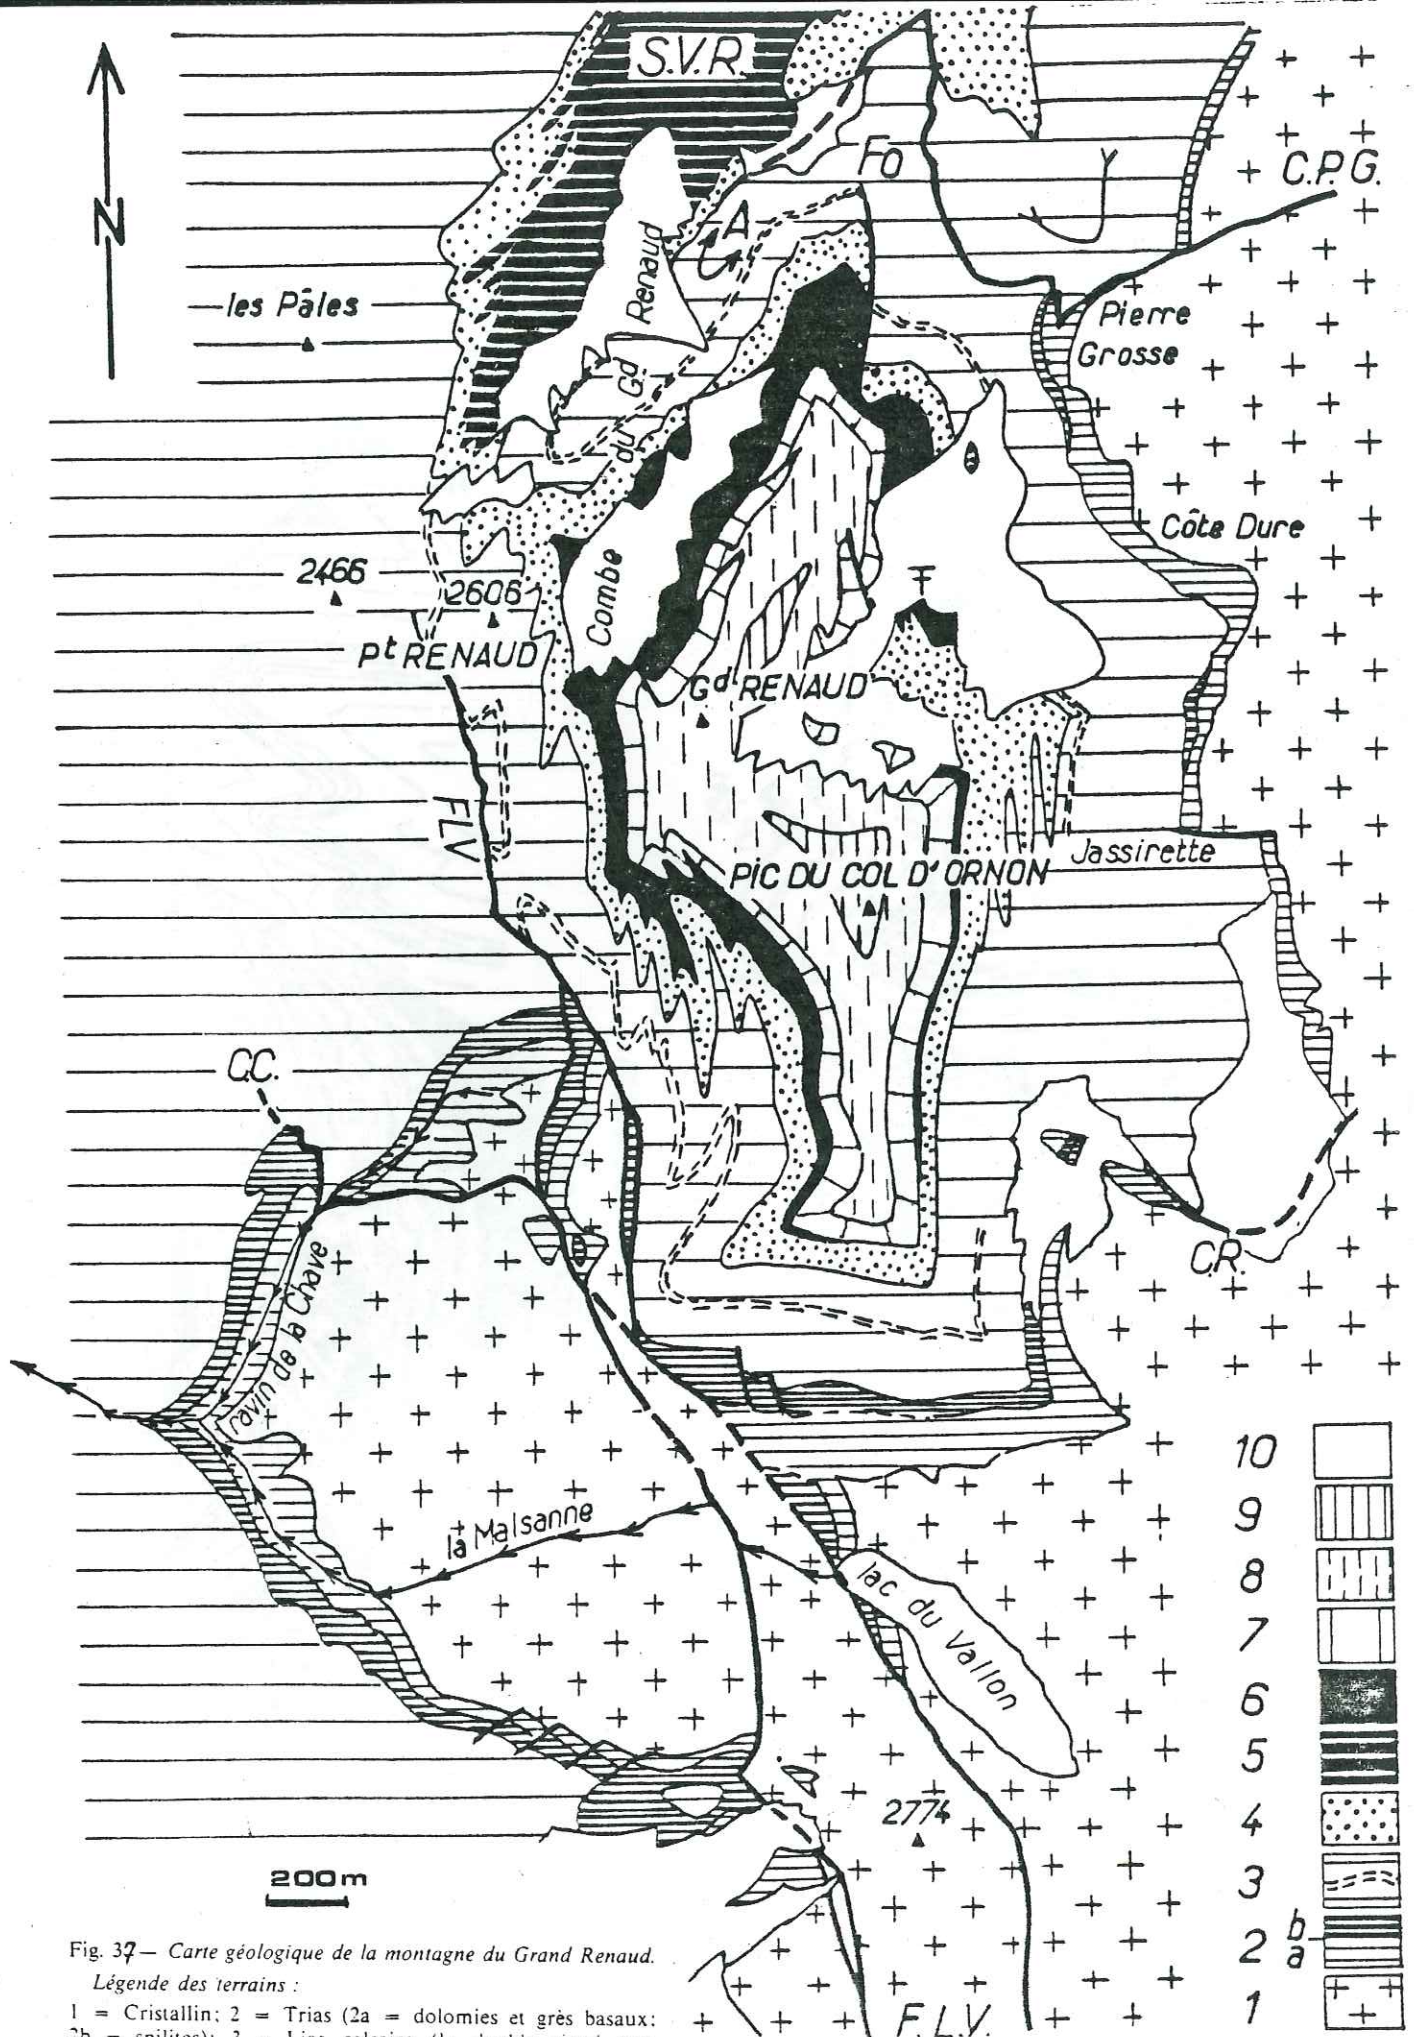 S.V.R.
Fo
C.P.G.
N
A
les Pâles
Pierre
Grosse
Combe du Gd Renaud
Côte Dure
2466
2606
F
Pt RENAUD
Gd RENAUD
FLV
Jassirette
PIC DU COL D'ORNON
C.C.
C.R.
ravin de la Chave
la Malsanne
lac du Vallon
2774
200m
10
9
8
7
6
5
4
3
b
2
a
1
F.L.V.
Fig. 37— Carte géologique de la montagne du Grand Renaud.
Légende des terrains :
1 = Cristallin; 2 = Trias (2a = dolomies et grès basaux;